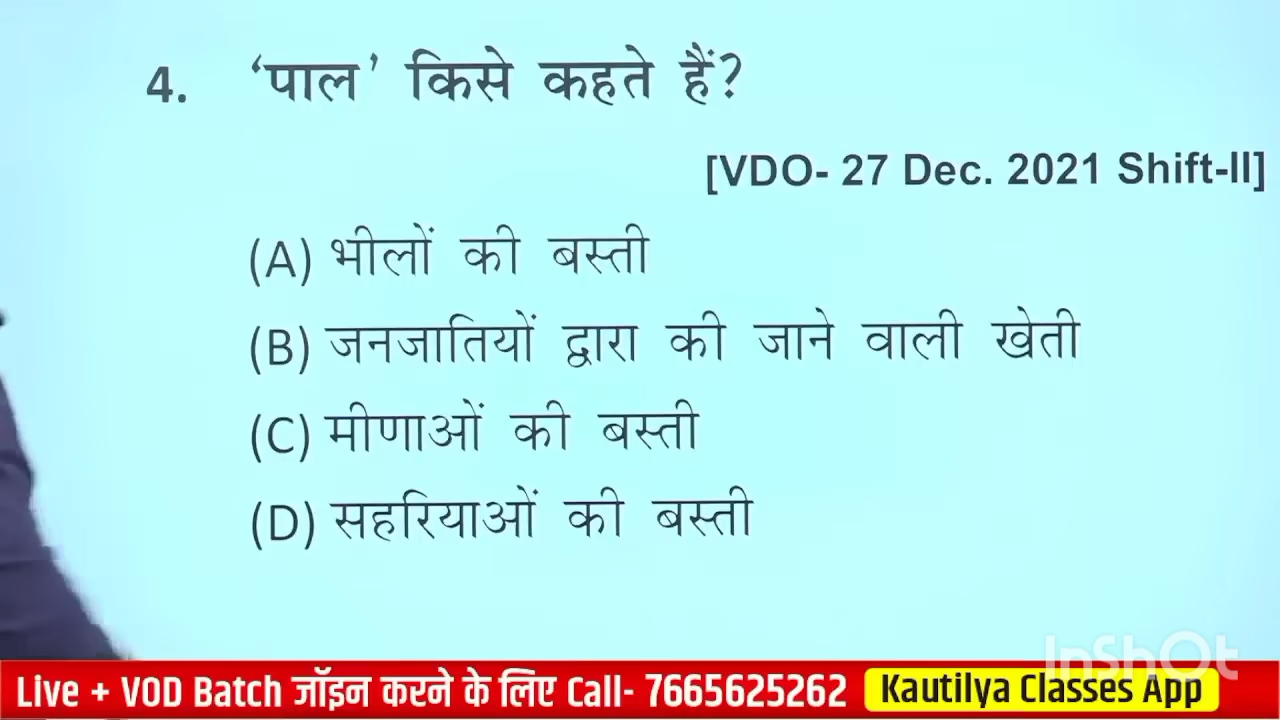 4. ‘पाल’ किसे कहते हैं?
[VDO- 27 Dec. 2021 Shift-II]
(A) भीलों की बस्ती
(B) जनजातियों द्वारा की जाने वाली खेती
(C) मीणाओं की बस्ती
(D) सहरियाओं की बस्ती
InShOt
Live + VOD Batch जॉइन करने के लिए Call- 7665625262 Kautilya Classes App